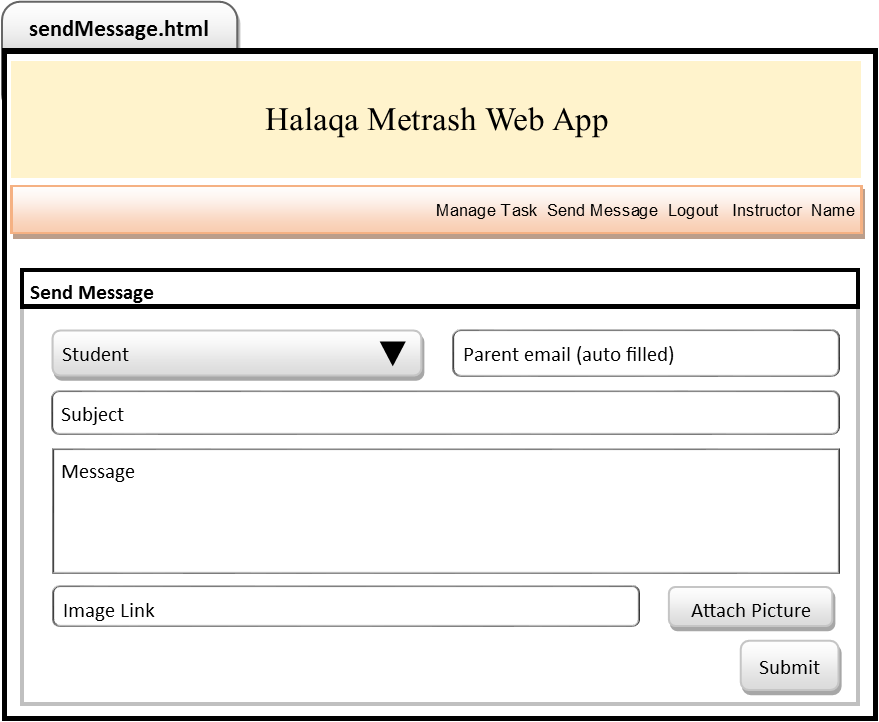 sendMessage.html
Halaqa Metrash Web App
Manage Task Send Message Logout Instructor Name
Send Message
Student Parent email (auto filled)
Subject
Message
Image Link Attach Picture
Submit